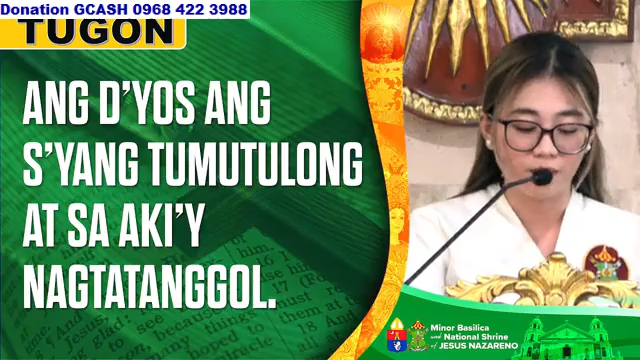 Donation GCASH 0968 422 3988
TUGON
ANG D'YOS ANG
S'YANG TUMUTULONG
AT SA AKI'Y
NAGTATANGGOL.
Minor Basilica
and National Shrine
of JESUS NAZARENO